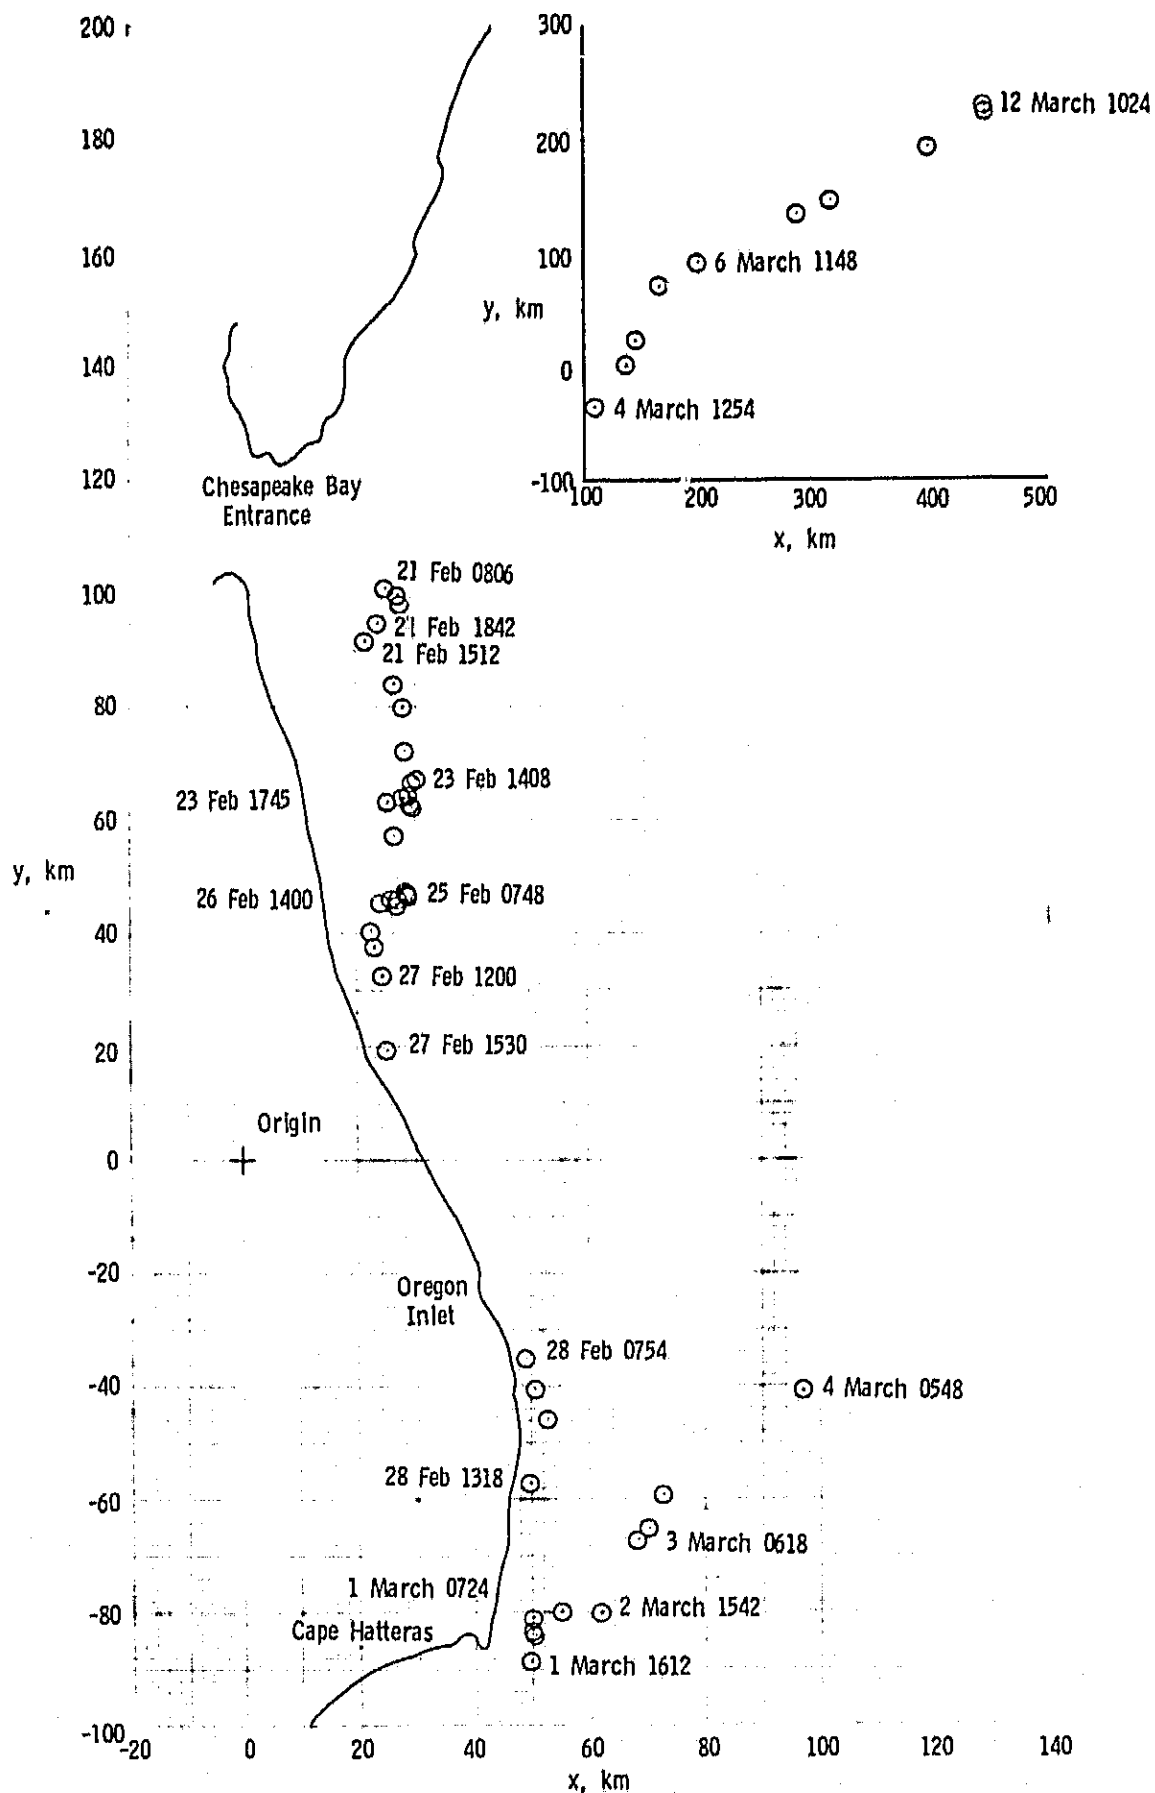 200
180
160
140
120
100
80
60
40
20
0
-20
-40
-60
-80
-100
y, km
-20
0
20
40
60
80
100
120
140
x, km
300
200
100
0
-100
y, km
100
200
300
400
500
x, km
12 March 1024
6 March 1148
4 March 1254
Chesapeake Bay
Entrance
21 Feb 0806
21 Feb 1842
21 Feb 1512
23 Feb 1408
23 Feb 1745
25 Feb 0748
26 Feb 1400
27 Feb 1200
27 Feb 1530
Origin
Oregon
Inlet
28 Feb 0754
4 March 0548
28 Feb 1318
3 March 0618
1 March 0724
2 March 1542
Cape Hatteras
1 March 1612